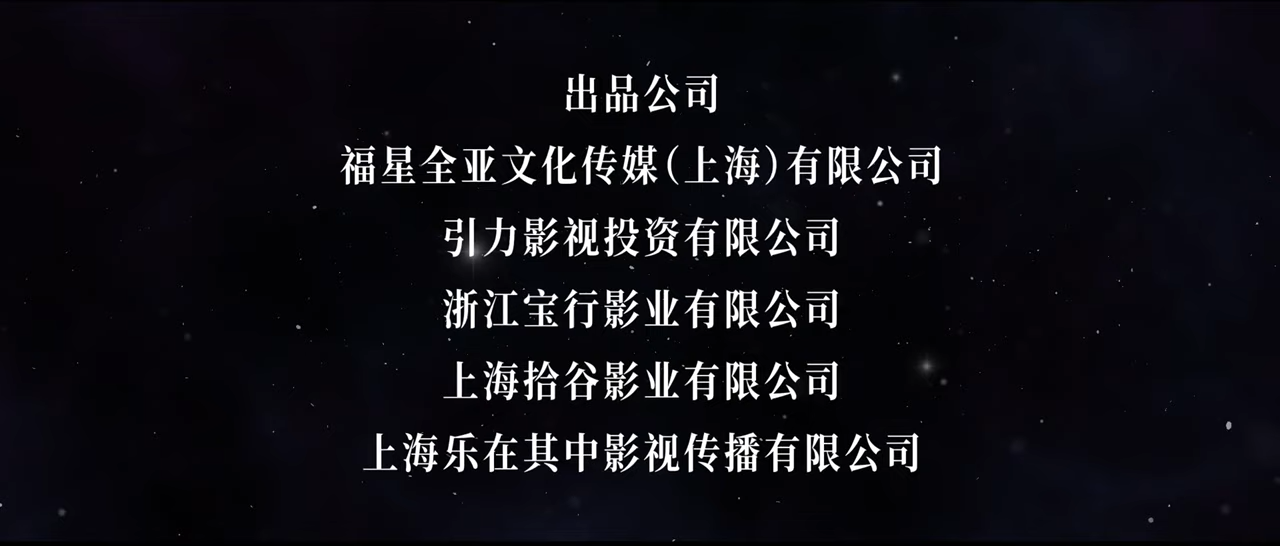 出品公司
福星全亚文化传媒(上海)有限公司
引力影视投资有限公司
浙江宝行影业有限公司
上海拾谷影业有限公司
上海乐在其中影视传播有限公司